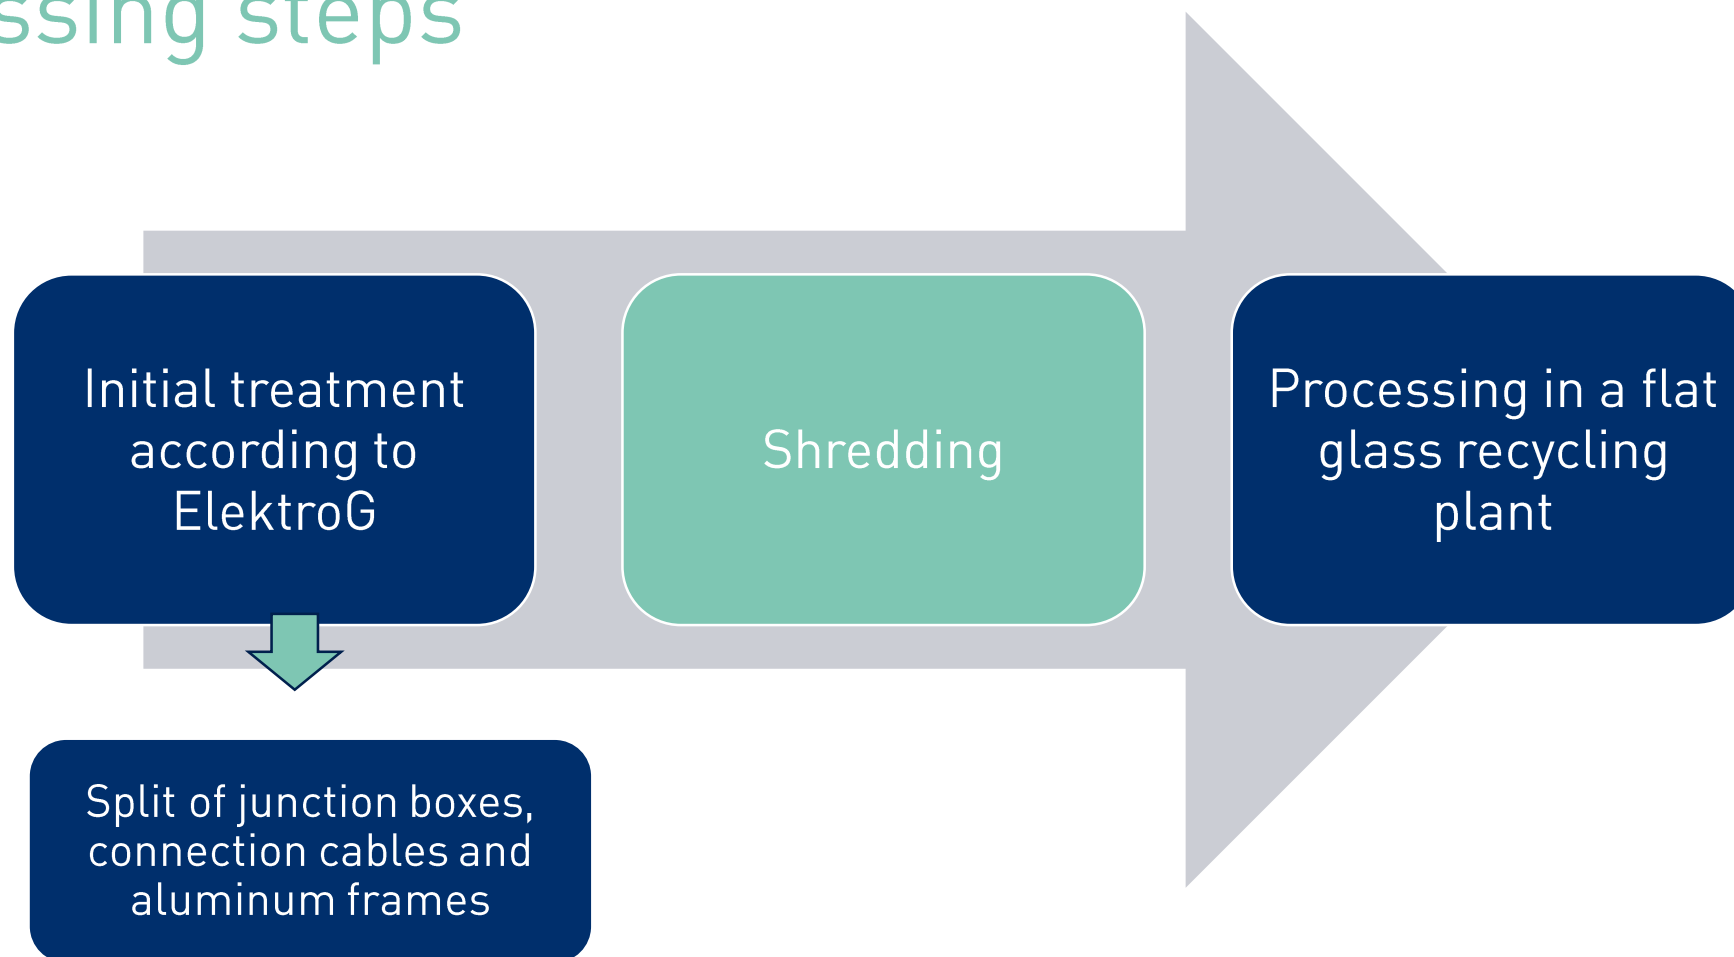 ssing steps
Initial treatment
according to
ElektroG
Shredding
Processing in a flat
glass recycling
plant
Split of junction boxes,
connection cables and
aluminum frames